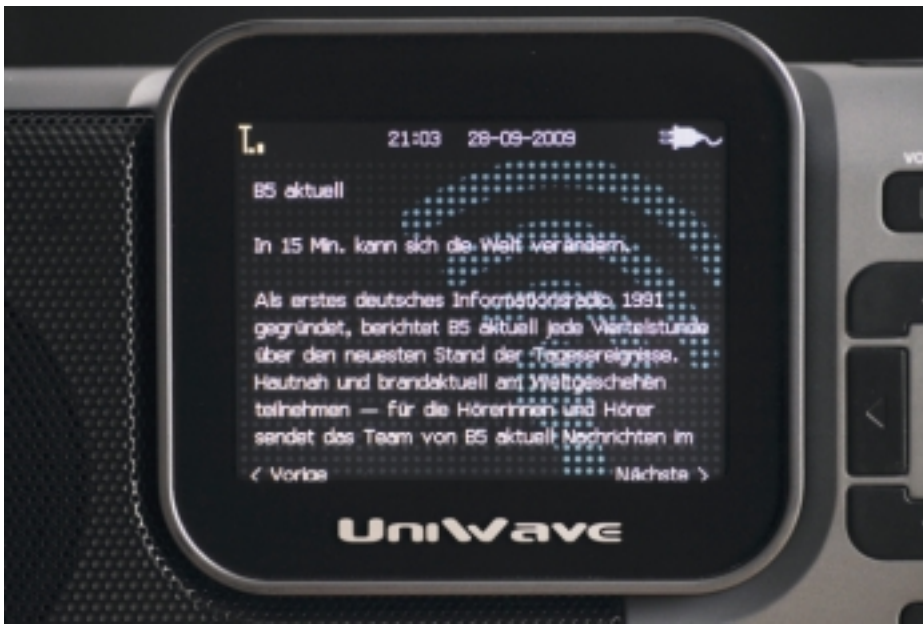 21:03 28-09-2009
B5 aktuell
In 15 Min. kann sich die Welt verändern.
Als erstes deutsches Informationsradio, 1991
gegründet, berichtet B5 aktuell jede Viertelstunde
über den neuesten Stand der Tagesereignisse.
Hautnah und brandaktuell am Weltgeschehen
teilnehmen — für die Hörerinnen und Hörer
sendet das Team von B5 aktuell Nachrichten im
< Vorige Nächste >
UniWave